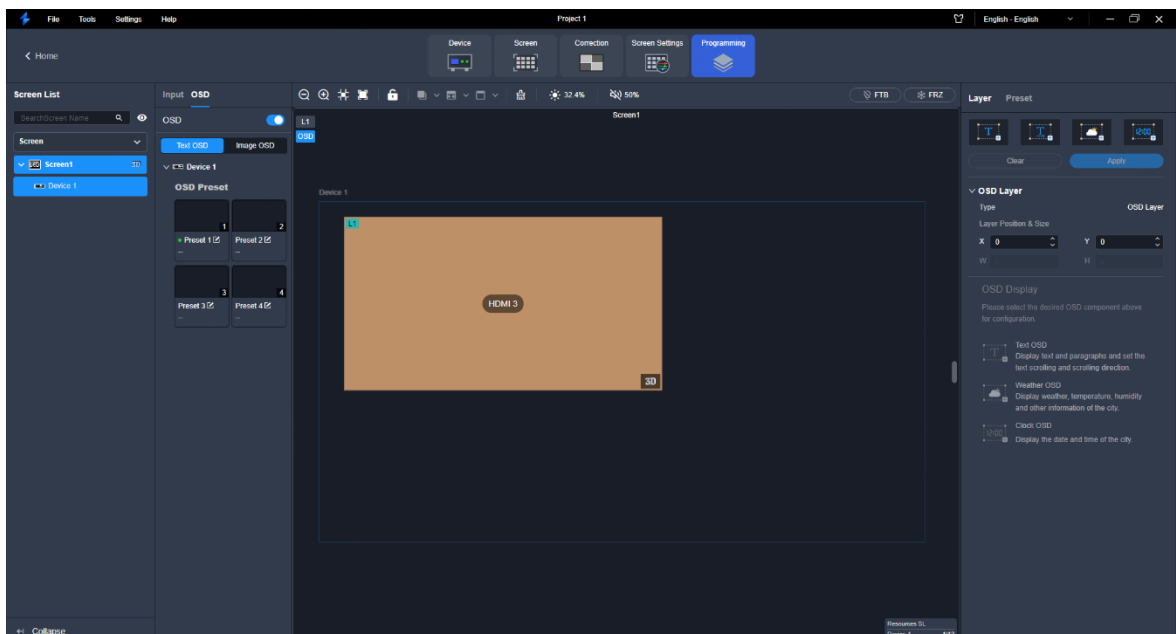 File Tools Settings Help Project 1 English - English
Home
Device Screen Correction Screen Settings Programming
Screen List
SearchScreen Name
Screen
Screen1 3D
Device 1
Collapse
Input OSD
OSD
Text OSD Image OSD
Device 1
OSD Preset
1 2
Preset 1 Preset 2
-- --
3 4
Preset 3 Preset 4
-- --
32.4% 50% FTB FRZ
L1 Screen1
OSD
Device 1
L1
HDMI 3
3D
Resources SL
Layer Preset
T T 12:00
Clear Apply
OSD Layer
Type OSD Layer
Layer Position & Size
X 0 Y 0
W H
OSD Display
Please select the desired OSD component above
for configuration.
Text OSD
Display text and paragraphs and set the
text scrolling and scrolling direction.
Weather OSD
Display weather, temperature, humidity
and other information of the city.
Clock OSD
Display the date and time of the city.